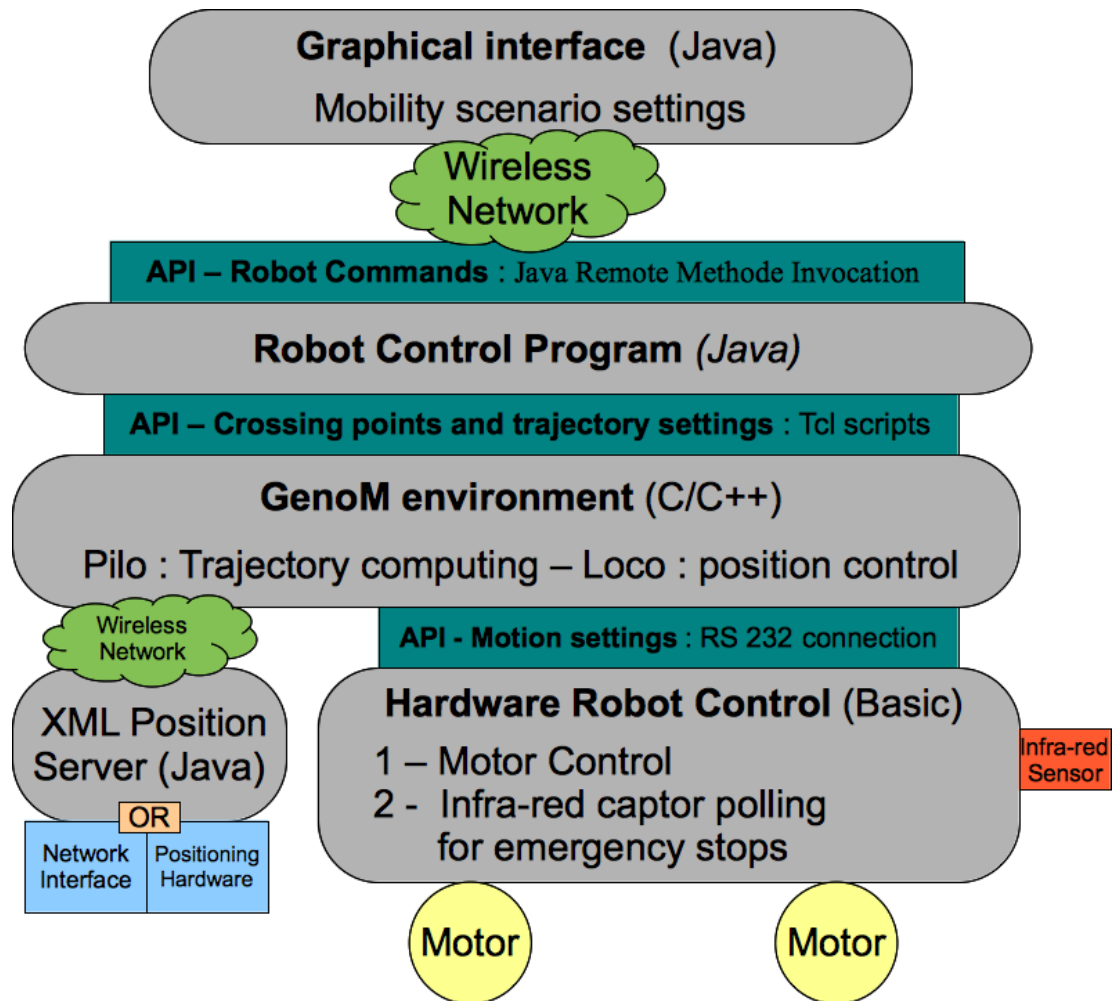 Graphical interface (Java)
Mobility scenario settings
Wireless
Network
API – Robot Commands : Java Remote Methode Invocation
Robot Control Program (Java)
API – Crossing points and trajectory settings : Tcl scripts
GenoM environment (C/C++)
Pilo : Trajectory computing – Loco : position control
Wireless
Network
API - Motion settings : RS 232 connection
XML Position
Server (Java)
OR
Network
Interface
Positioning
Hardware
Hardware Robot Control (Basic)
1 – Motor Control
2 - Infra-red captor polling
for emergency stops
Infra-red
Sensor
Motor
Motor